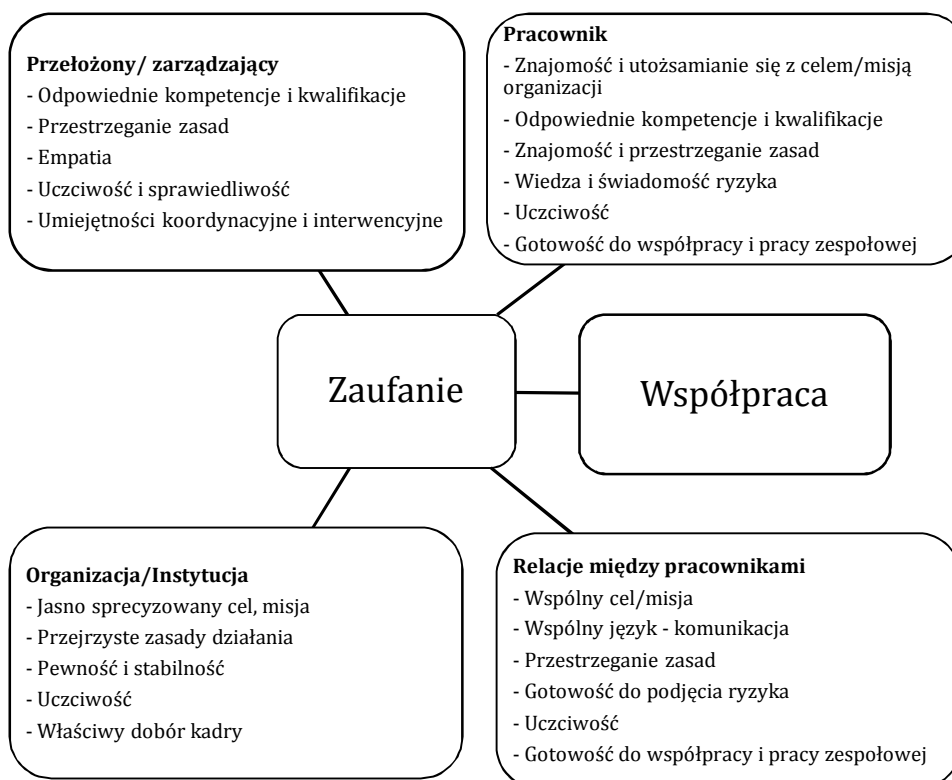 Przełożony/ zarządzający
- Odpowiednie kompetencje i kwalifikacje
- Przestrzeganie zasad
- Empatia
- Uczciwość i sprawiedliwość
- Umiejętności koordynacyjne i interwencyjne
Pracownik
- Znajomość i utożsamianie się z celem/misją
organizacji
- Odpowiednie kompetencje i kwalifikacje
- Znajomość i przestrzeganie zasad
- Wiedza i świadomość ryzyka
- Uczciwość
- Gotowość do współpracy i pracy zespołowej
Zaufanie
Współpraca
Organizacja/Instytucja
- Jasno sprecyzowany cel, misja
- Przejrzyste zasady działania
- Pewność i stabilność
- Uczciwość
- Właściwy dobór kadry
Relacje między pracownikami
- Wspólny cel/misja
- Wspólny język - komunikacja
- Przestrzeganie zasad
- Gotowość do podjęcia ryzyka
- Uczciwość
- Gotowość do współpracy i pracy zespołowej